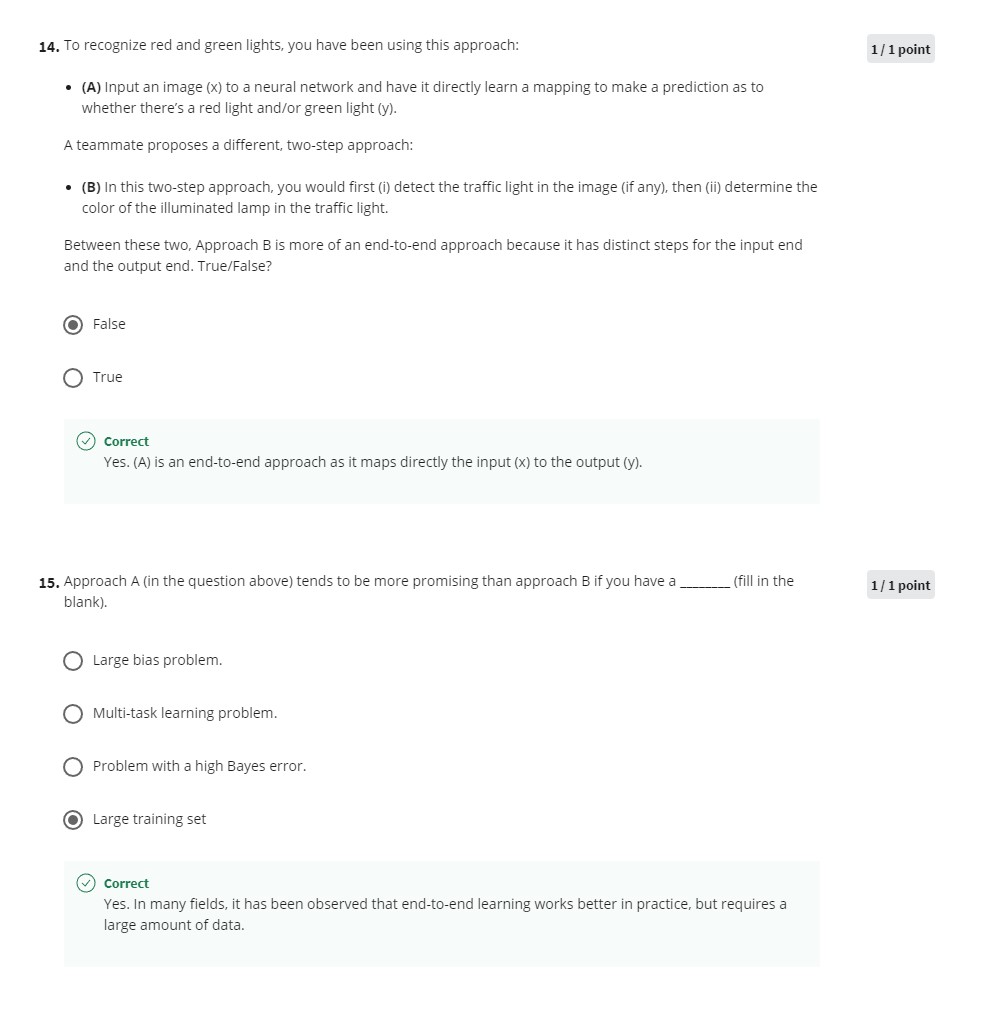 14. To recognize red and green lights, you have been using this approach:
1 / 1 point
• (A) Input an image (x) to a neural network and have it directly learn a mapping to make a prediction as to
whether there's a red light and/or green light (y).
A teammate proposes a different, two-step approach:
• (B) In this two-step approach, you would first (i) detect the traffic light in the image (if any), then (ii) determine the
color of the illuminated lamp in the traffic light.
Between these two, Approach B is more of an end-to-end approach because it has distinct steps for the input end
and the output end. True/False?
False
True
Correct
Yes. (A) is an end-to-end approach as it maps directly the input (x) to the output (y).
15. Approach A (in the question above) tends to be more promising than approach B if you have a ________ (fill in the
1 / 1 point
blank).
Large bias problem.
Multi-task learning problem.
Problem with a high Bayes error.
Large training set
Correct
Yes. In many fields, it has been observed that end-to-end learning works better in practice, but requires a
large amount of data.